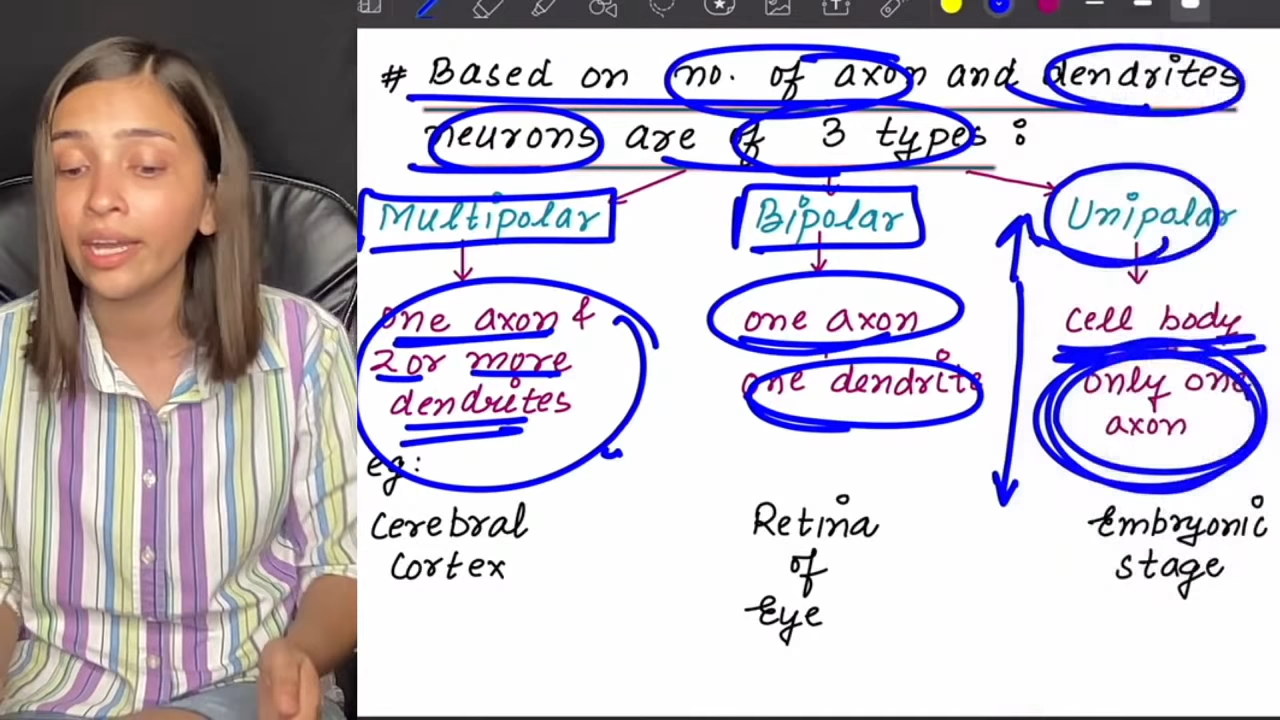 # Based on no. of axon and dendrites
neurons are of 3 types :
Multipolar
one axon &
2 or more
dendrites
eg:
Cerebral
Cortex
Bipolar
one axon
one dendrite
Retina
of
Eye
Unipolar
cell body
only one
axon
Embryonic
stage